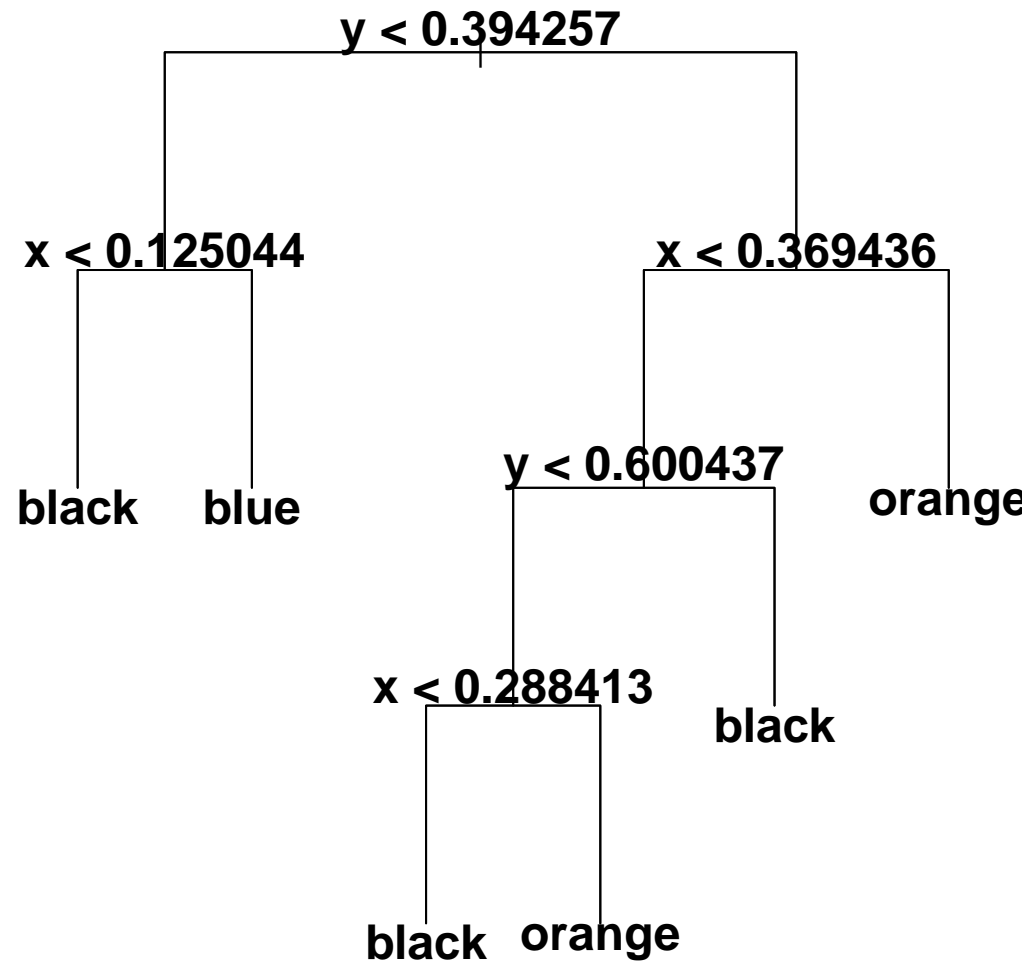 y < 0.394257
x < 0.125044
x < 0.369436
y < 0.600437
black
blue
orange
x < 0.288413
black
black
orange